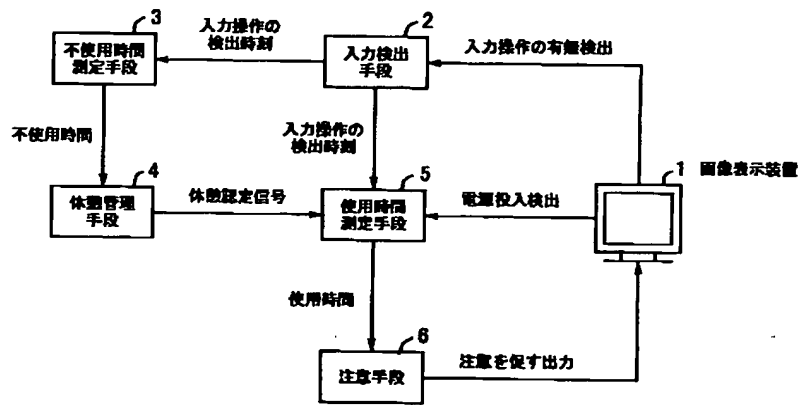 3
不使用時間
測定手段
入力操作の
検出時刻
2
入力検出
手段
入力操作の有無検出
不使用時間
入力操作の
検出時刻
4
休憩管理
手段
休憩認定信号
5
使用時間
測定手段
電源投入検出
1 画像表示装置
使用時間
6
注意手段
注意を促す出力